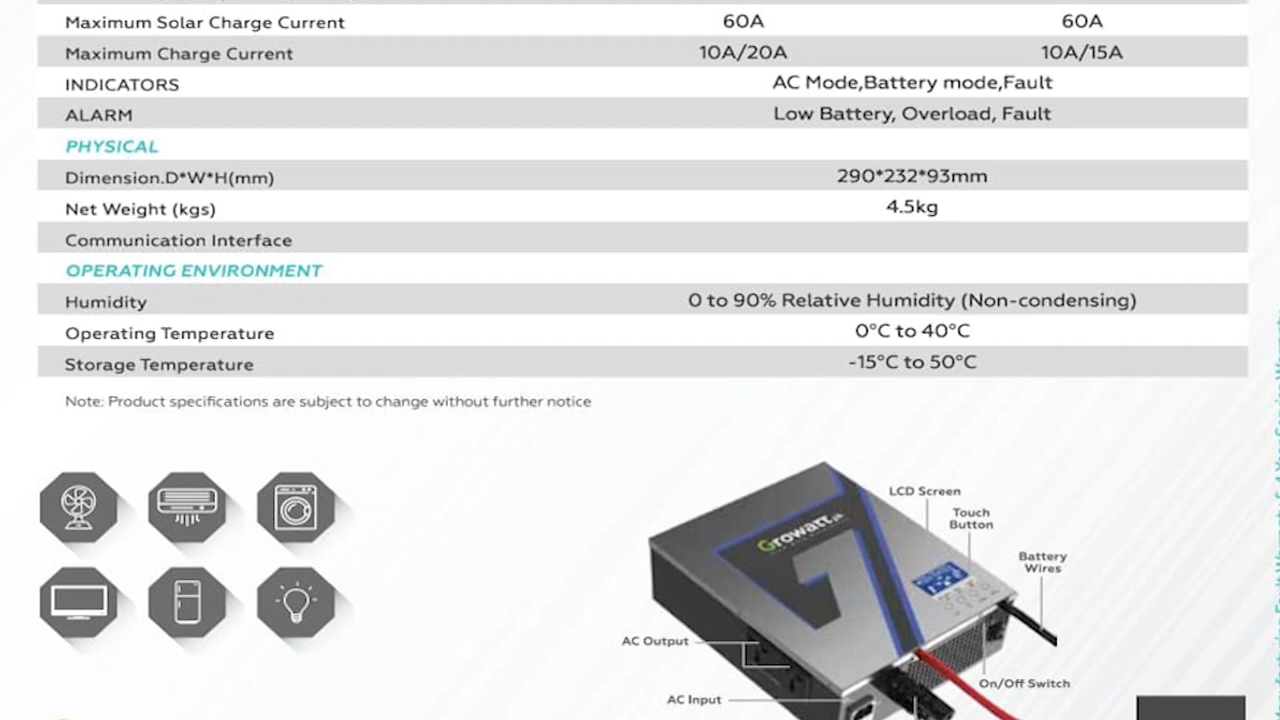 Maximum Solar Charge Current 60A 60A
Maximum Charge Current 10A/20A 10A/15A
INDICATORS AC Mode,Battery mode,Fault
ALARM Low Battery, Overload, Fault
PHYSICAL
Dimension.D*W*H(mm) 290*232*93mm
Net Weight (kgs) 4.5kg
Communication Interface
OPERATING ENVIRONMENT
Humidity 0 to 90% Relative Humidity (Non-condensing)
Operating Temperature 0°C to 40°C
Storage Temperature -15°C to 50°C
Note: Product specifications are subject to change without further notice
LCD Screen
Touch
Button
Growatt
Battery
Wires
AC Output
On/Off Switch
AC Input